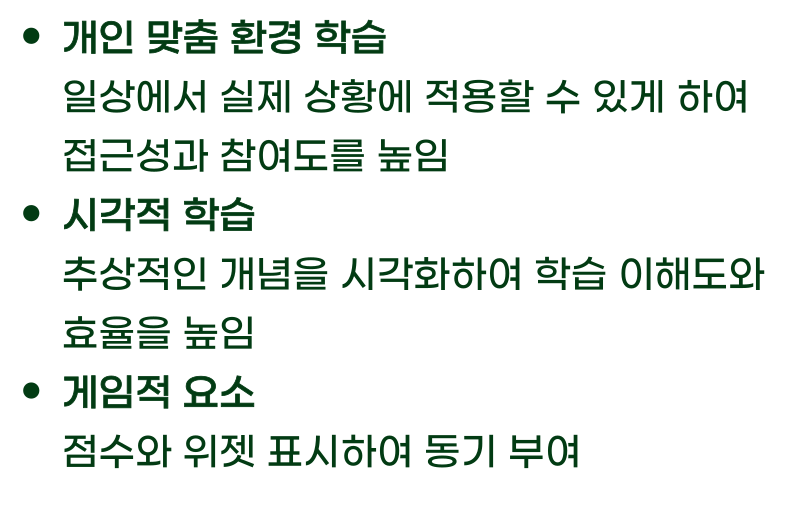 • 개인 맞춤 환경 학습
일상에서 실제 상황에 적용할 수 있게 하여
접근성과 참여도를 높임
• 시각적 학습
추상적인 개념을 시각화하여 학습 이해도와
효율을 높임
• 게임적 요소
점수와 위젯 표시하여 동기 부여